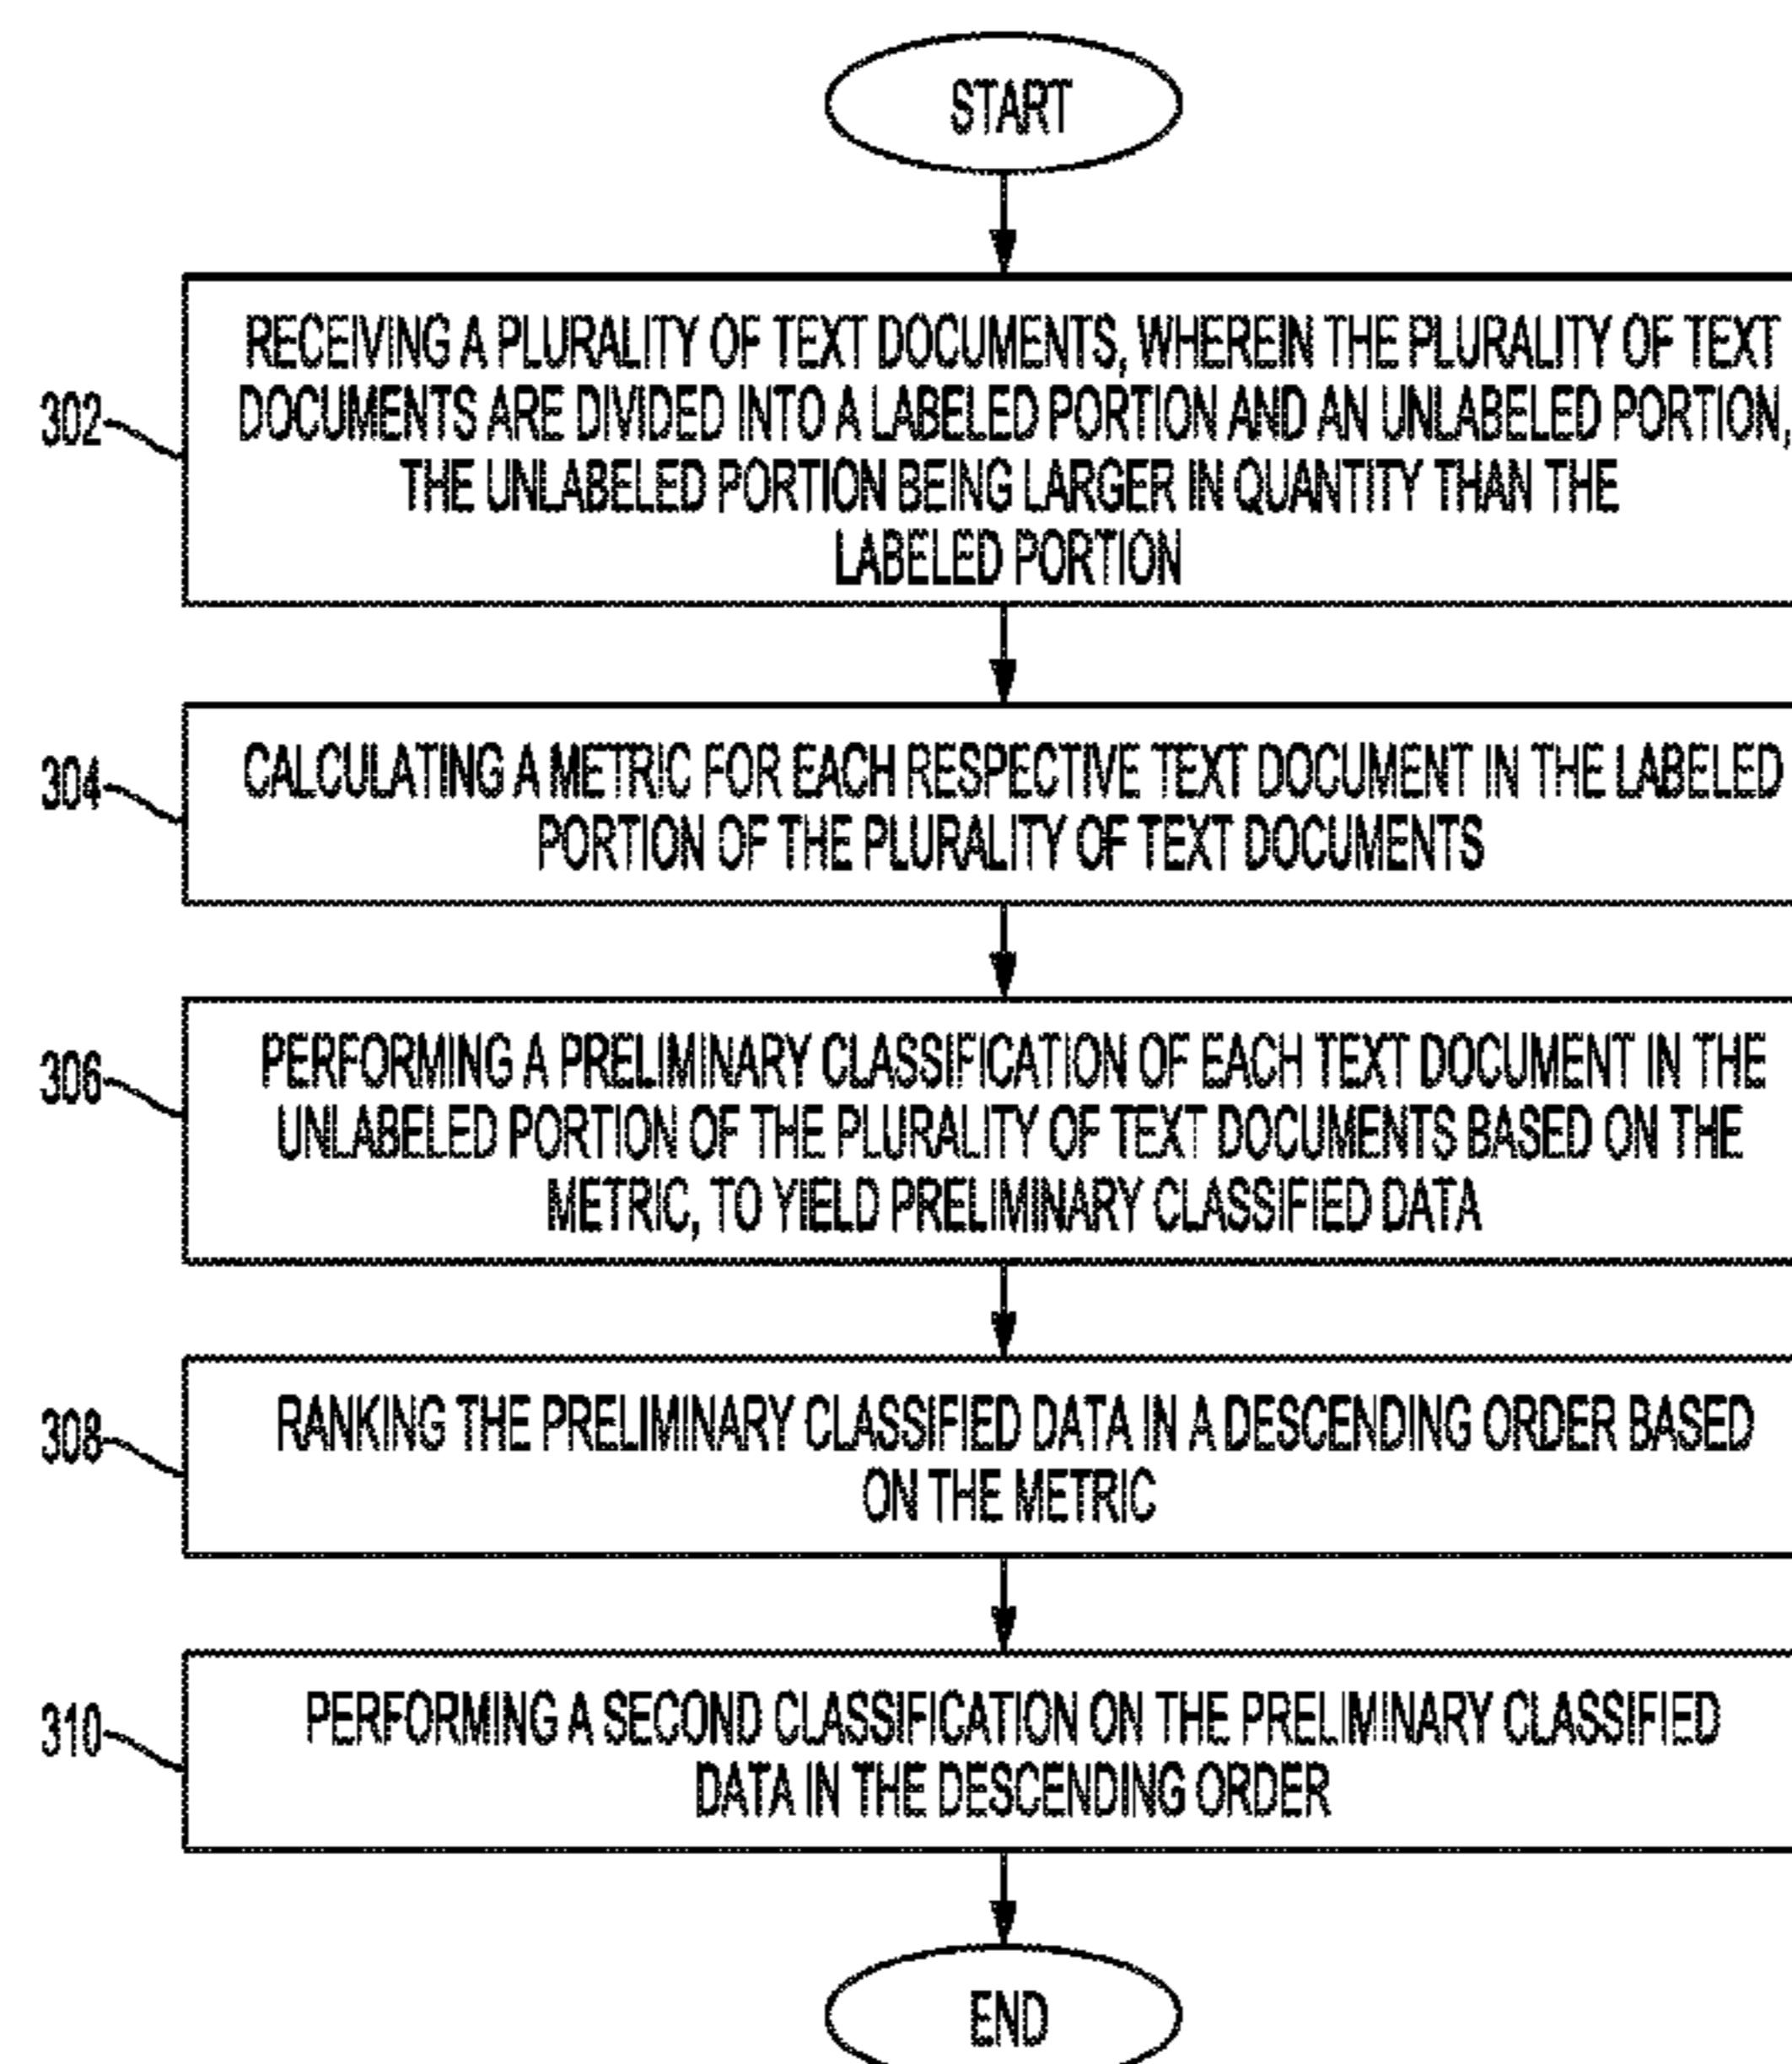 START
302
RECEIVING A PLURALITY OF TEXT DOCUMENTS, WHEREIN THE PLURALITY OF TEXT
DOCUMENTS ARE DIVIDED INTO A LABELED PORTION AND AN UNLABELED PORTION,
THE UNLABELED PORTION BEING LARGER IN QUANTITY THAN THE
LABELED PORTION
304
CALCULATING A METRIC FOR EACH RESPECTIVE TEXT DOCUMENT IN THE LABELED
PORTION OF THE PLURALITY OF TEXT DOCUMENTS
306
PERFORMING A PRELIMINARY CLASSIFICATION OF EACH TEXT DOCUMENT IN THE
UNLABELED PORTION OF THE PLURALITY OF TEXT DOCUMENTS BASED ON THE
METRIC, TO YIELD PRELIMINARY CLASSIFIED DATA
308
RANKING THE PRELIMINARY CLASSIFIED DATA IN A DESCENDING ORDER BASED
ON THE METRIC
310
PERFORMING A SECOND CLASSIFICATION ON THE PRELIMINARY CLASSIFIED
DATA IN THE DESCENDING ORDER
END